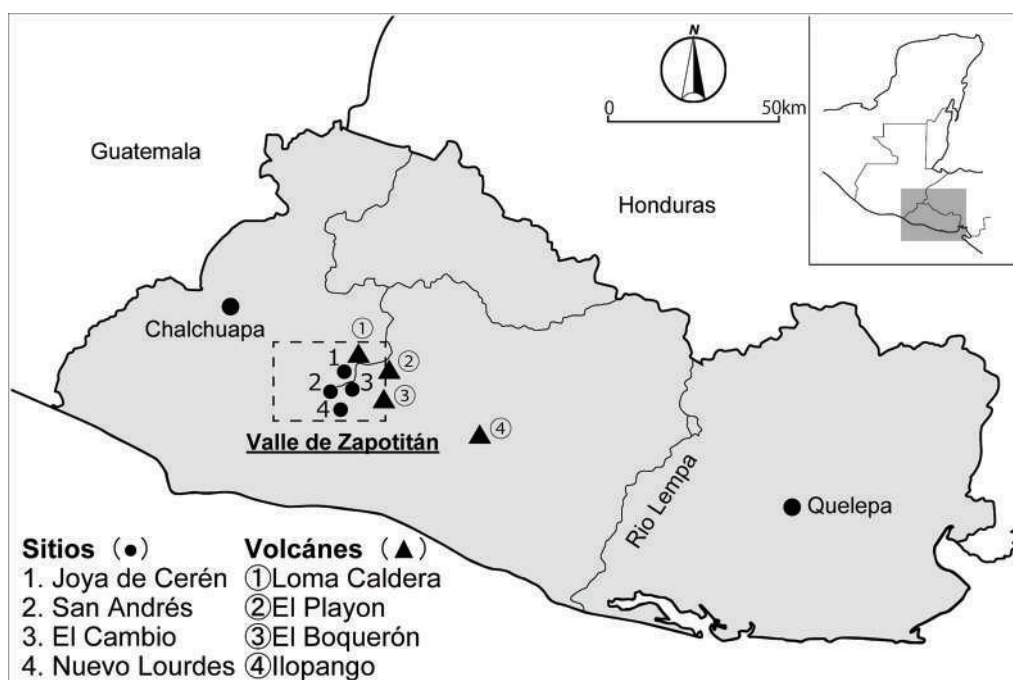 N
0 50km
Guatemala
Honduras
Chalchuapa
①
1
②
2 3
③
4
④
Valle de Zapotitán
Rio Lempa
Quelepa
Sitios (●) Volcánes (▲)
1. Joya de Cerén ①Loma Caldera
2. San Andrés ②El Playon
3. El Cambio ③El Boquerón
4. Nuevo Lourdes ④Ilopango